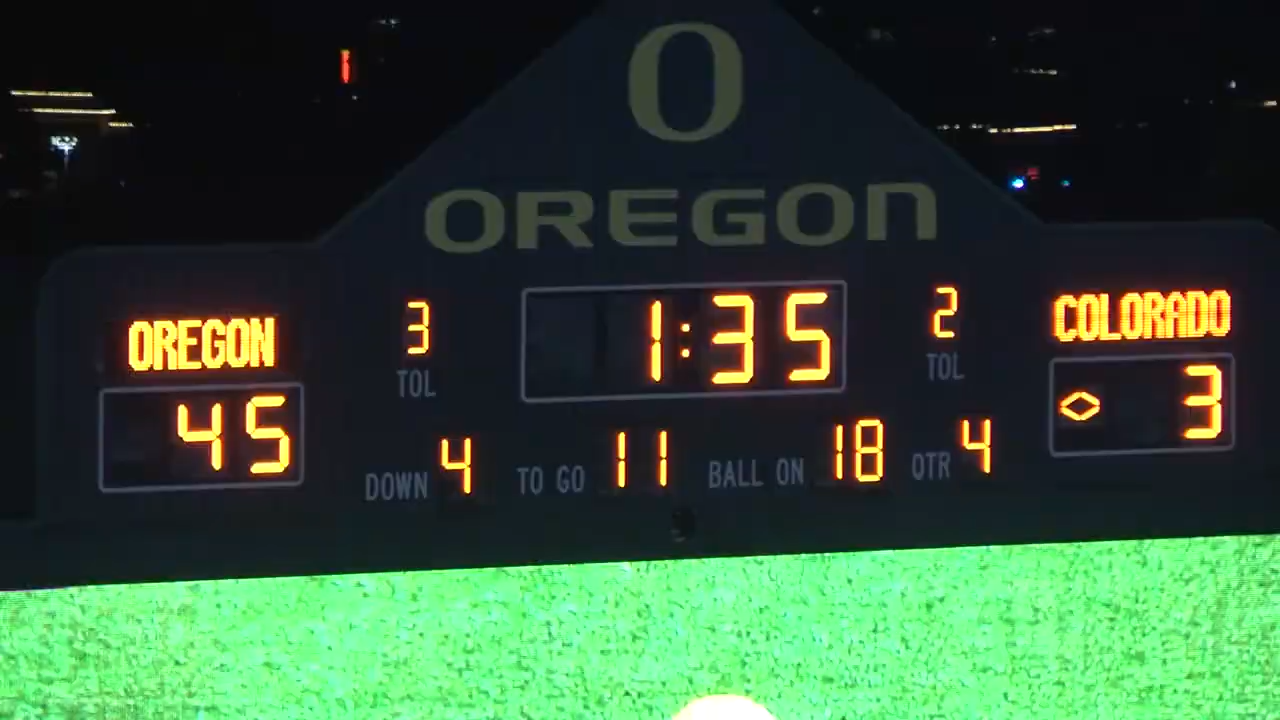 O
OREGON
OREGON 3 1:35 2 COLORADO
TOL TOL
45 3
DOWN 4 TO GO 11 BALL ON 18 QTR 4